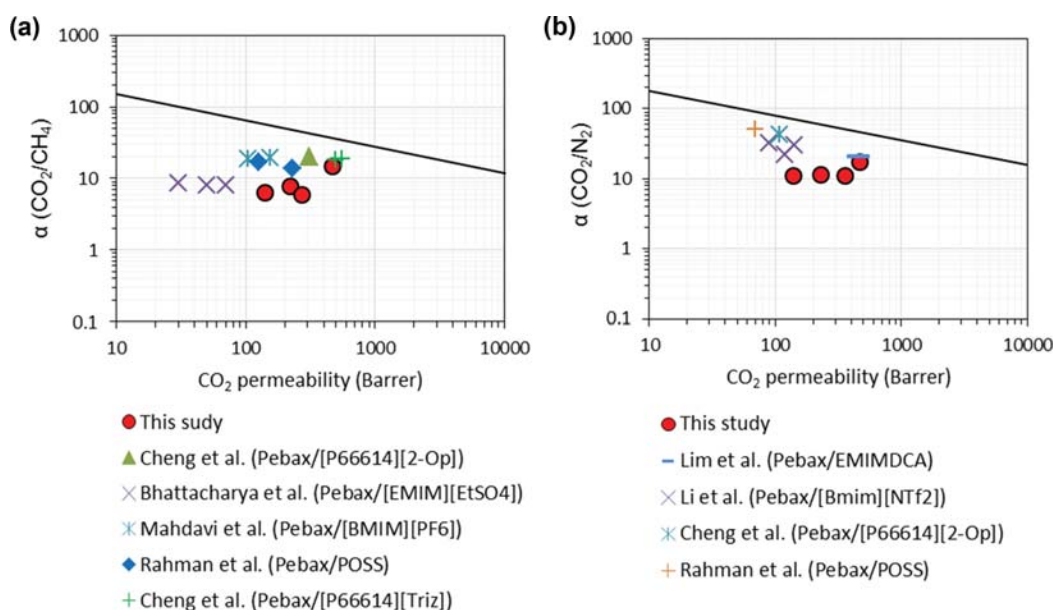 (a)
1000
100
10
1
0.1
α (CO₂/CH₄)
10 100 1000 10000
CO₂ permeability (Barrer)
This sudy
Cheng et al. (Pebax/[P66614][2-Op])
Bhattacharya et al. (Pebax/[EMIM][EtSO4])
Mahdavi et al. (Pebax/[BMIM][PF6])
Rahman et al. (Pebax/POSS)
Cheng et al. (Pebax/[P66614][Triz])
(b)
1000
100
10
1
0.1
α (CO₂/N₂)
10 100 1000 10000
CO₂ permeability (Barrer)
This study
Lim et al. (Pebax/EMIMDCA)
Li et al. (Pebax/[Bmim][NTf2])
Cheng et al. (Pebax/[P66614][2-Op])
Rahman et al. (Pebax/POSS)